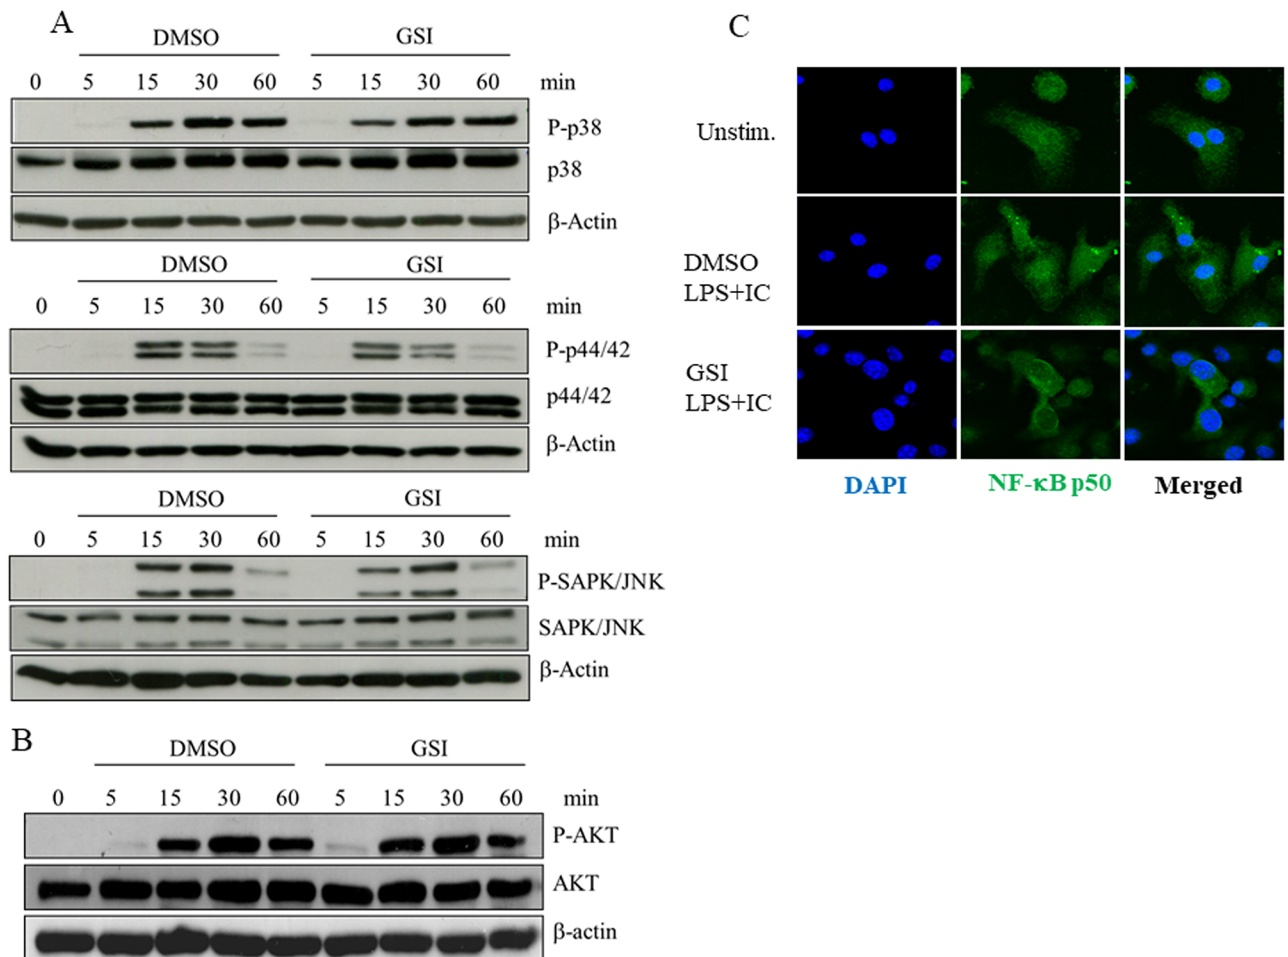 A
DMSO GSI
0 5 15 30 60 5 15 30 60 min
P-p38
p38
β-Actin
DMSO GSI
0 5 15 30 60 5 15 30 60 min
P-p44/42
p44/42
β-Actin
DMSO GSI
0 5 15 30 60 5 15 30 60 min
P-SAPK/JNK
SAPK/JNK
β-Actin
B
DMSO GSI
0 5 15 30 60 5 15 30 60 min
P-AKT
AKT
β-actin
C
Unstim.
DMSO
LPS+IC
GSI
LPS+IC
DAPI NF-κB p50 Merged